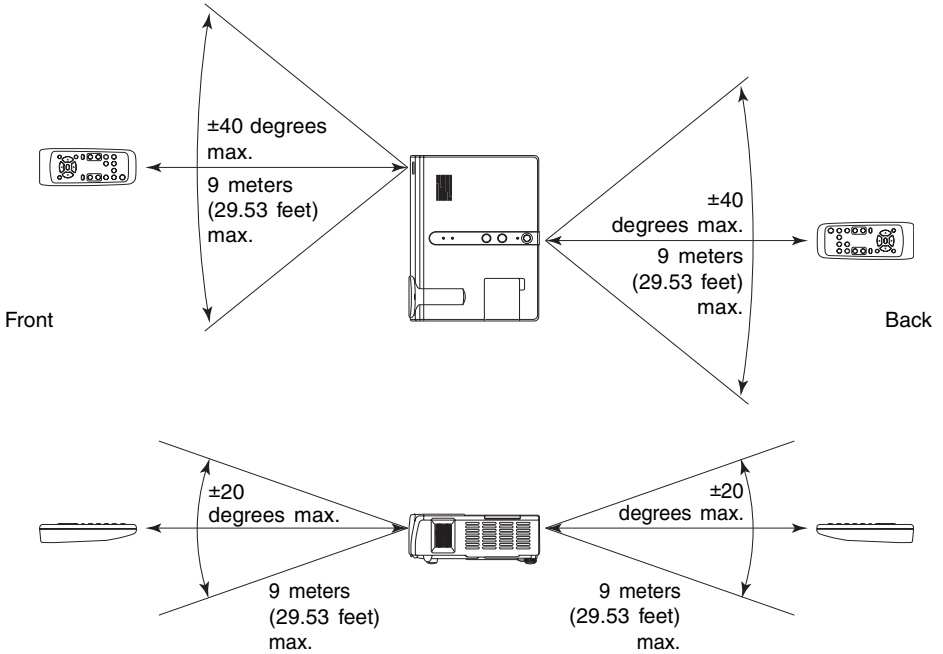 ±40 degrees
max.
9 meters
(29.53 feet)
max.
±40
degrees max.
9 meters
(29.53 feet)
max.
Front
Back
±20
degrees max.
9 meters
(29.53 feet)
max.
±20
degrees max.
9 meters
(29.53 feet)
max.